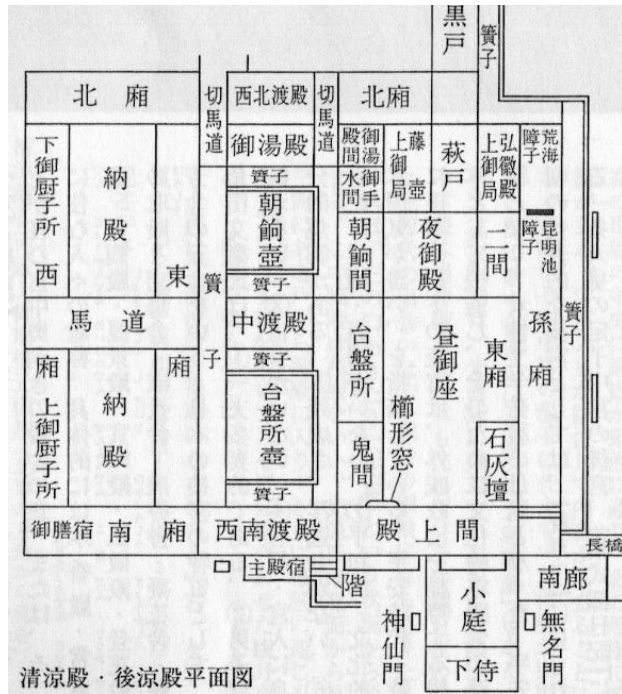 黒戸
簀子
北廂
切馬道
西北渡殿
切馬道
北廂
下御厨子所
納殿
御湯殿
御湯殿間
御手水間
藤壺上御局
萩戸
弘徽殿上御局
荒海障子
昆明池障子
簀子
朝餉壺
簀子
朝餉間
夜御殿
二間
西
東
簀子
馬道
中渡殿
簀子
台盤所
昼御座
東廂
孫廂
簀子
廂
上御厨子所
納殿
廂
台盤所壺
簀子
鬼間
櫛形窓
石灰壇
御膳宿
南廂
西南渡殿
殿上間
長橋
主殿宿
階
神仙門
小庭
下侍
南廊
無名門
清涼殿・後涼殿平面図